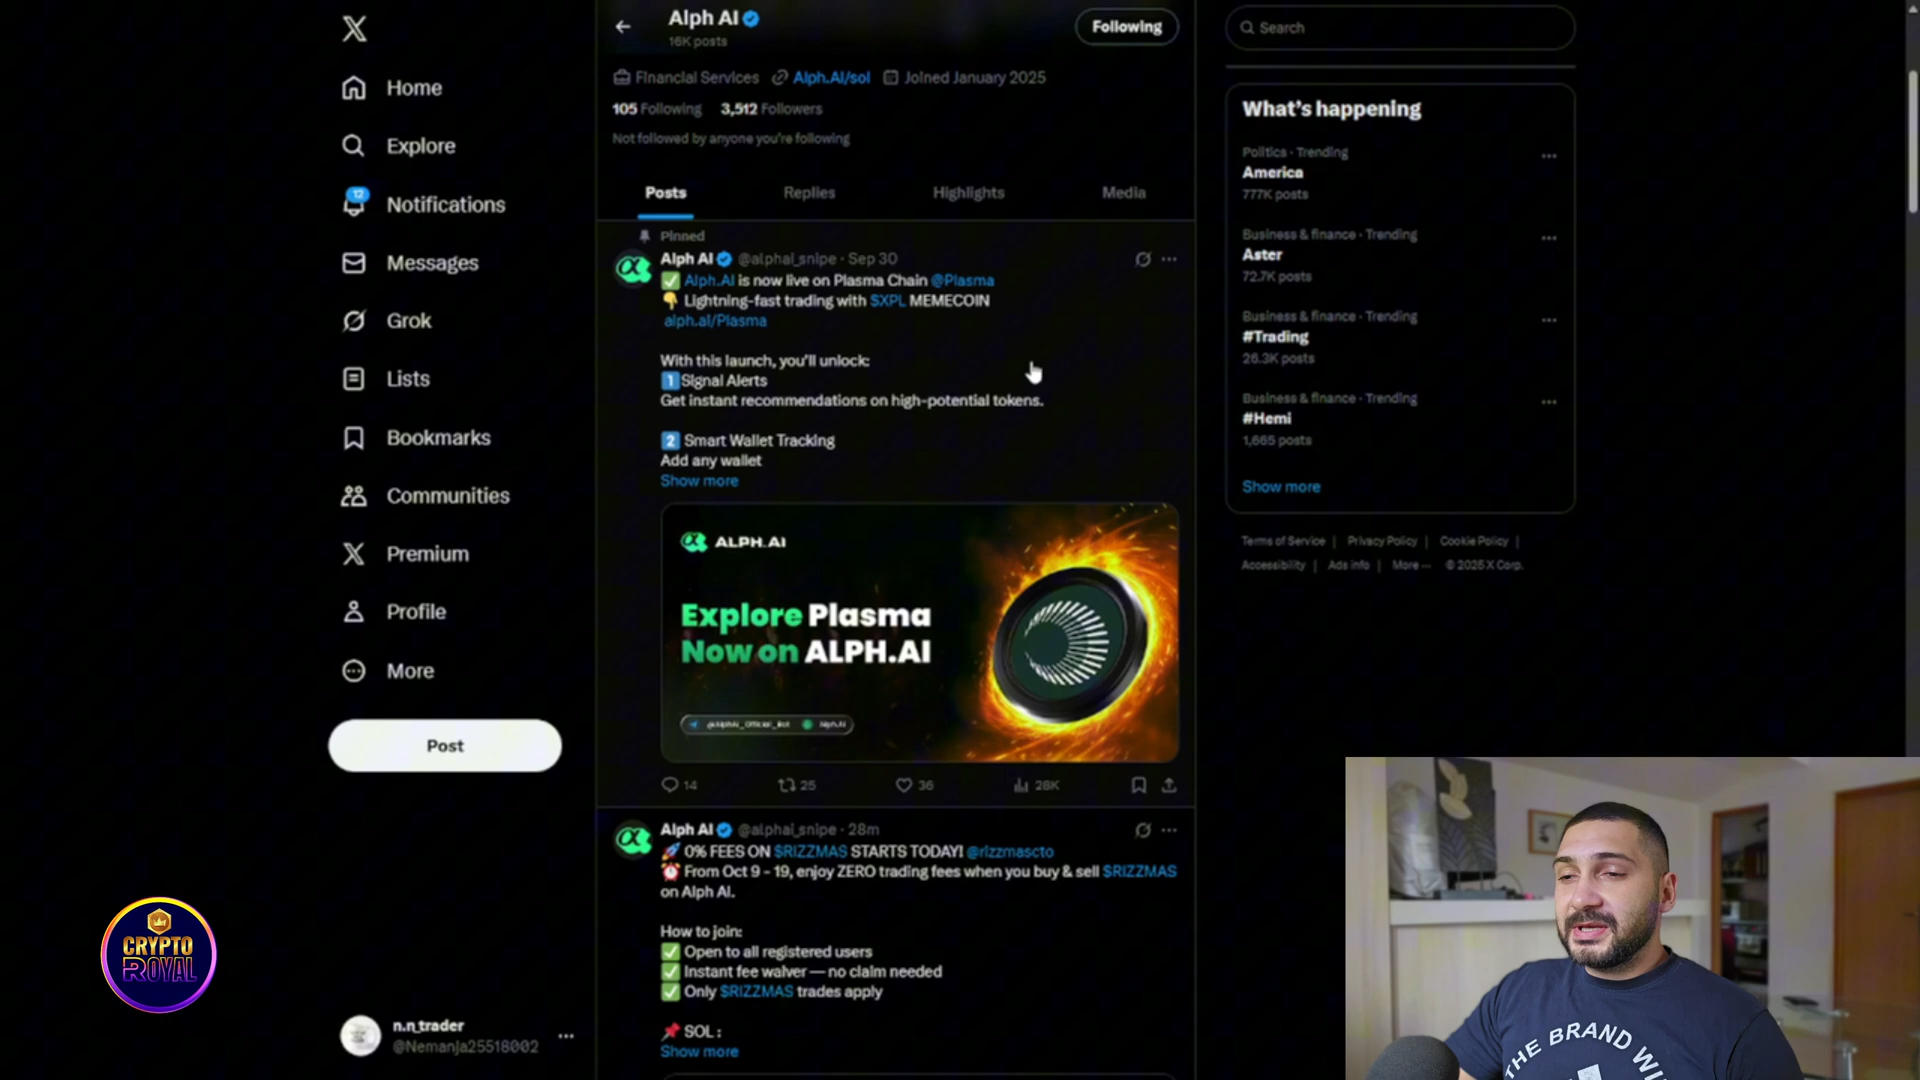 Alph AI
16K posts
Following
Search
Financial Services Alph.AI/sol Joined January 2025
105 Following 3,512 Followers
Not followed by anyone you're following
Posts Replies Highlights Media
Home
Explore
12
Notifications
Messages
Grok
Lists
Bookmarks
Communities
Premium
Profile
More
Post
n.n_trader
@Nemanja25518002
Pinned
Alph AI @alphai_snipe · Sep 30
✅ Alph.AI is now live on Plasma Chain @Plasma
👇 Lightning-fast trading with $XPL MEMECOIN
alph.ai/Plasma
With this launch, you'll unlock:
1️⃣Signal Alerts
Get instant recommendations on high-potential tokens.
2️⃣ Smart Wallet Tracking
Add any wallet
Show more
ALPH.AI
Explore Plasma
Now on ALPH.AI
@AlphAI_Official_Bot Alph.AI
14 25 36 28K
Alph AI @alphai_snipe · 28m
🚀 0% FEES ON $RIZZMAS STARTS TODAY! @rizzmascto
⏰ From Oct 9 - 19, enjoy ZERO trading fees when you buy & sell $RIZZMAS
on Alph AI.
How to join:
✅ Open to all registered users
✅ Instant fee waiver — no claim needed
✅ Only $RIZZMAS trades apply
📌 SOL :
Show more
What's happening
Politics · Trending
America
777K posts
Business & finance · Trending
Aster
72.7K posts
Business & finance · Trending
#Trading
26.3K posts
Business & finance · Trending
#Hemi
1,665 posts
Show more
Terms of Service | Privacy Policy | Cookie Policy |
Accessibility | Ads info | More ··· © 2025 X Corp.
CRYPTO
ROYAL
THE BRAND WI